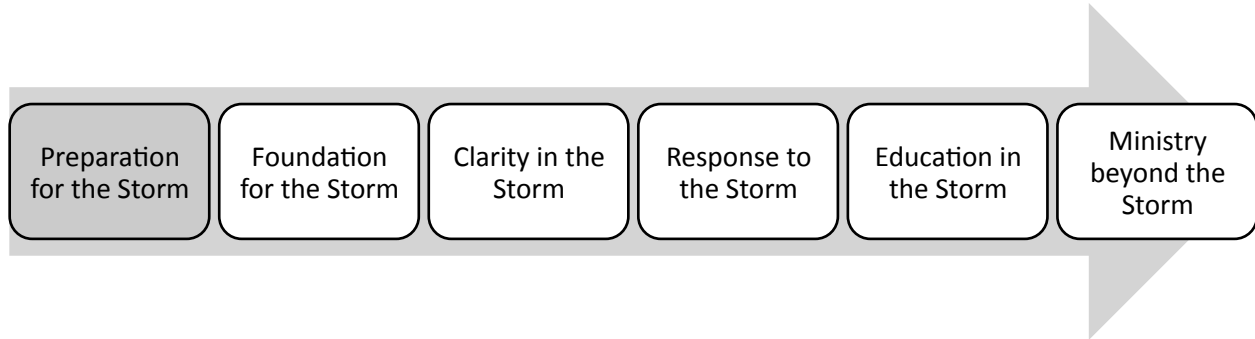 Preparation
for the Storm
Foundation
for the Storm
Clarity in the
Storm
Response to
the Storm
Education in
the Storm
Ministry
beyond the
Storm